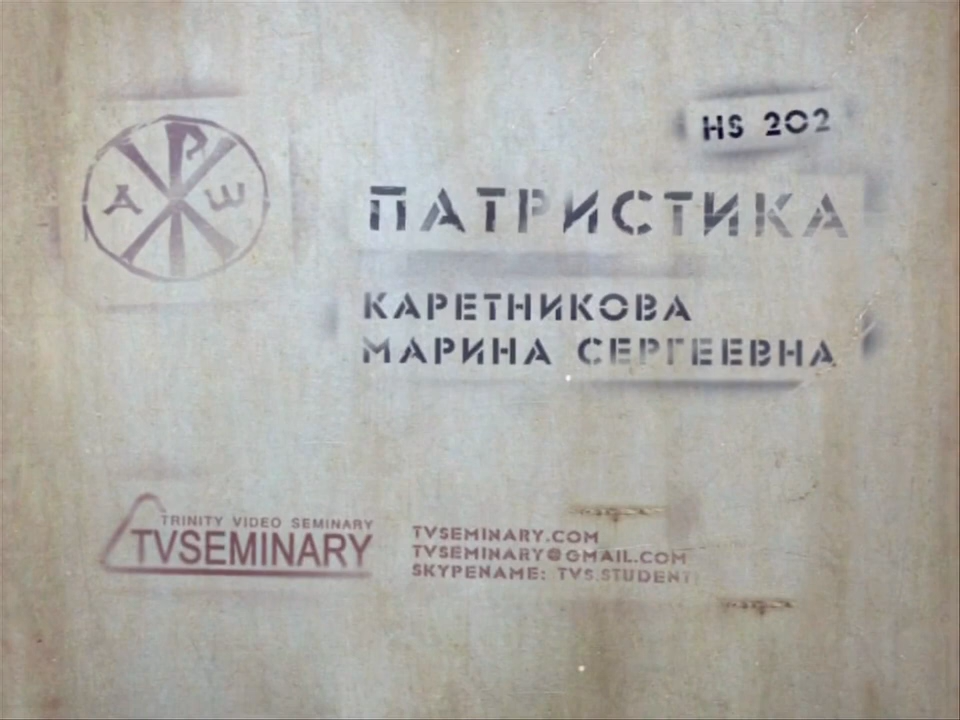 HS 202
ПАТРИСТИКА
КАРЕТНИКОВА
МАРИНА СЕРГЕЕВНА
TRINITY VIDEO SEMINARY
TVSEMINARY
TVSEMINARY.COM
TVSEMINARY@GMAIL.COM
SKYPENAME: TVS.STUDENT
Α Ρ Ш